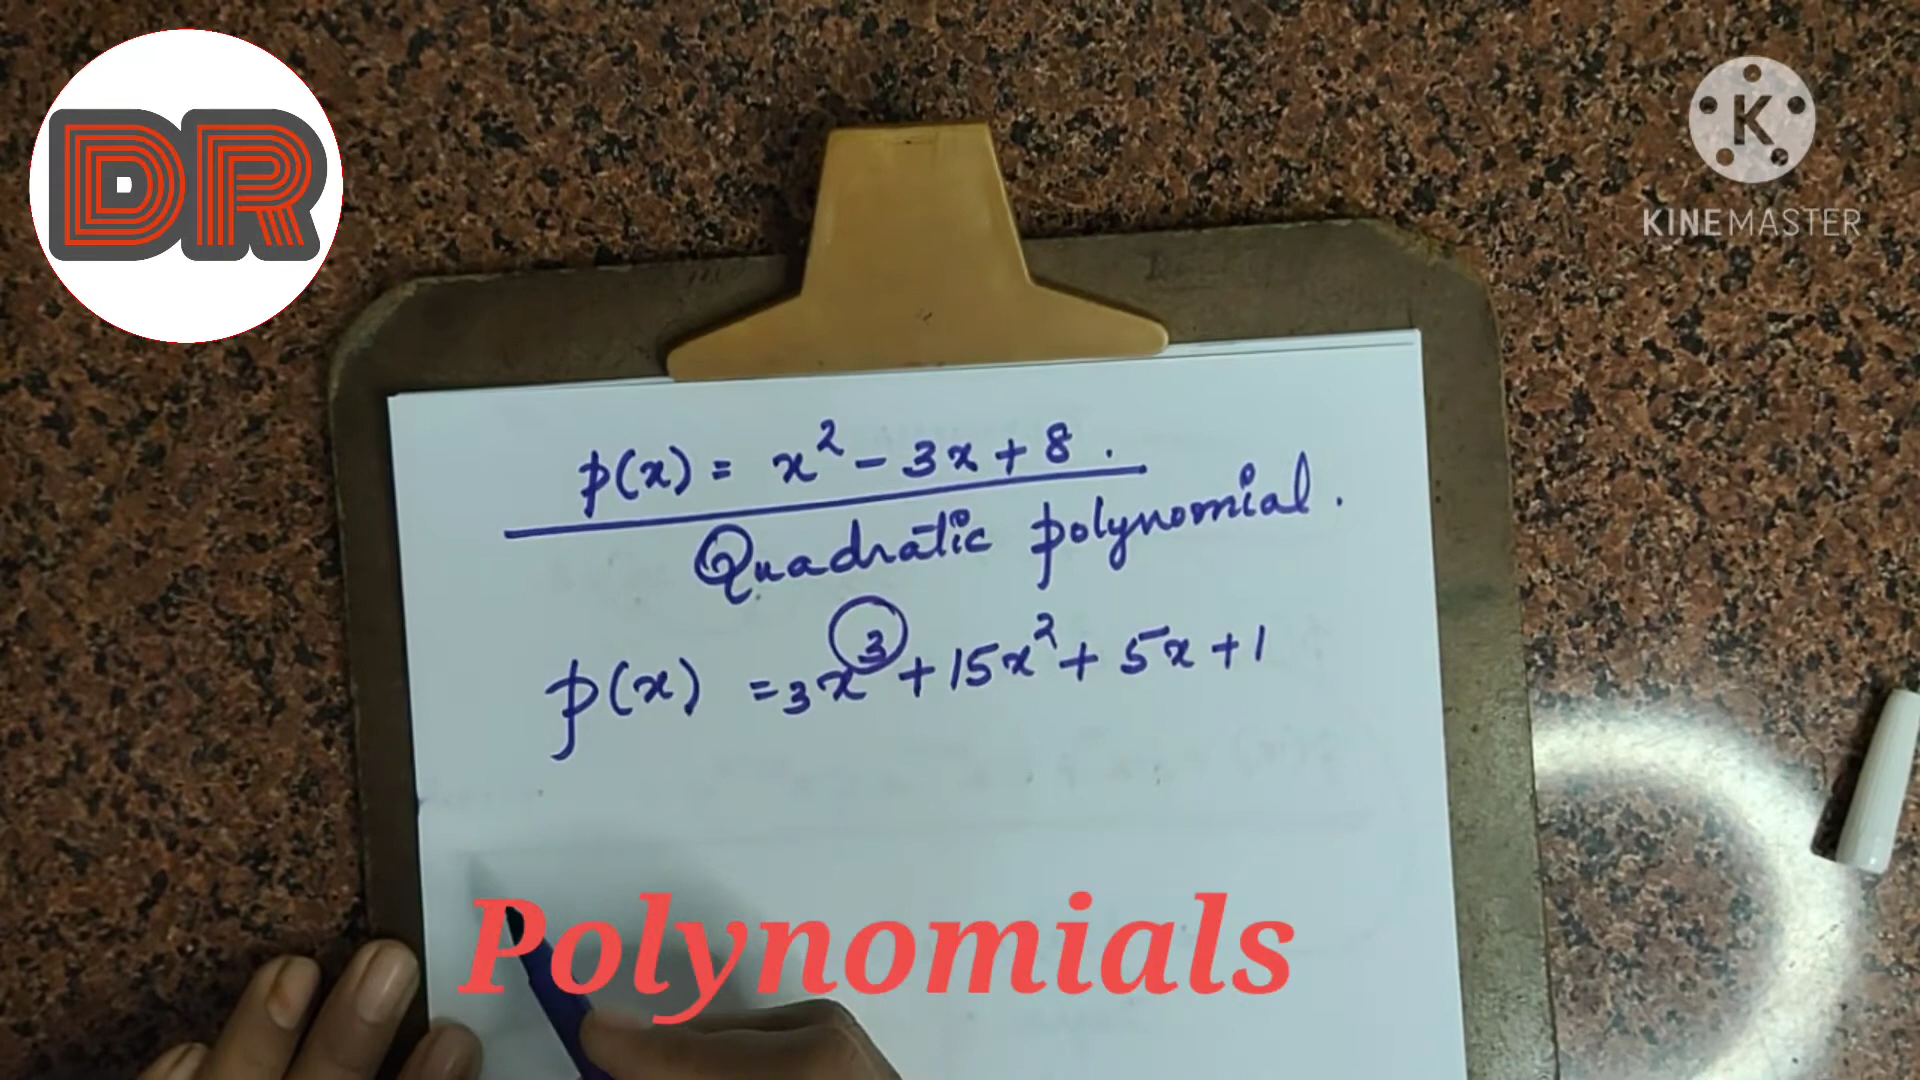 DR
K
KINEMASTER
p(x) = x² - 3x + 8 .
Quadratic polynomial.
p(x) = 3x³ + 15x² + 5x + 1
Polynomials